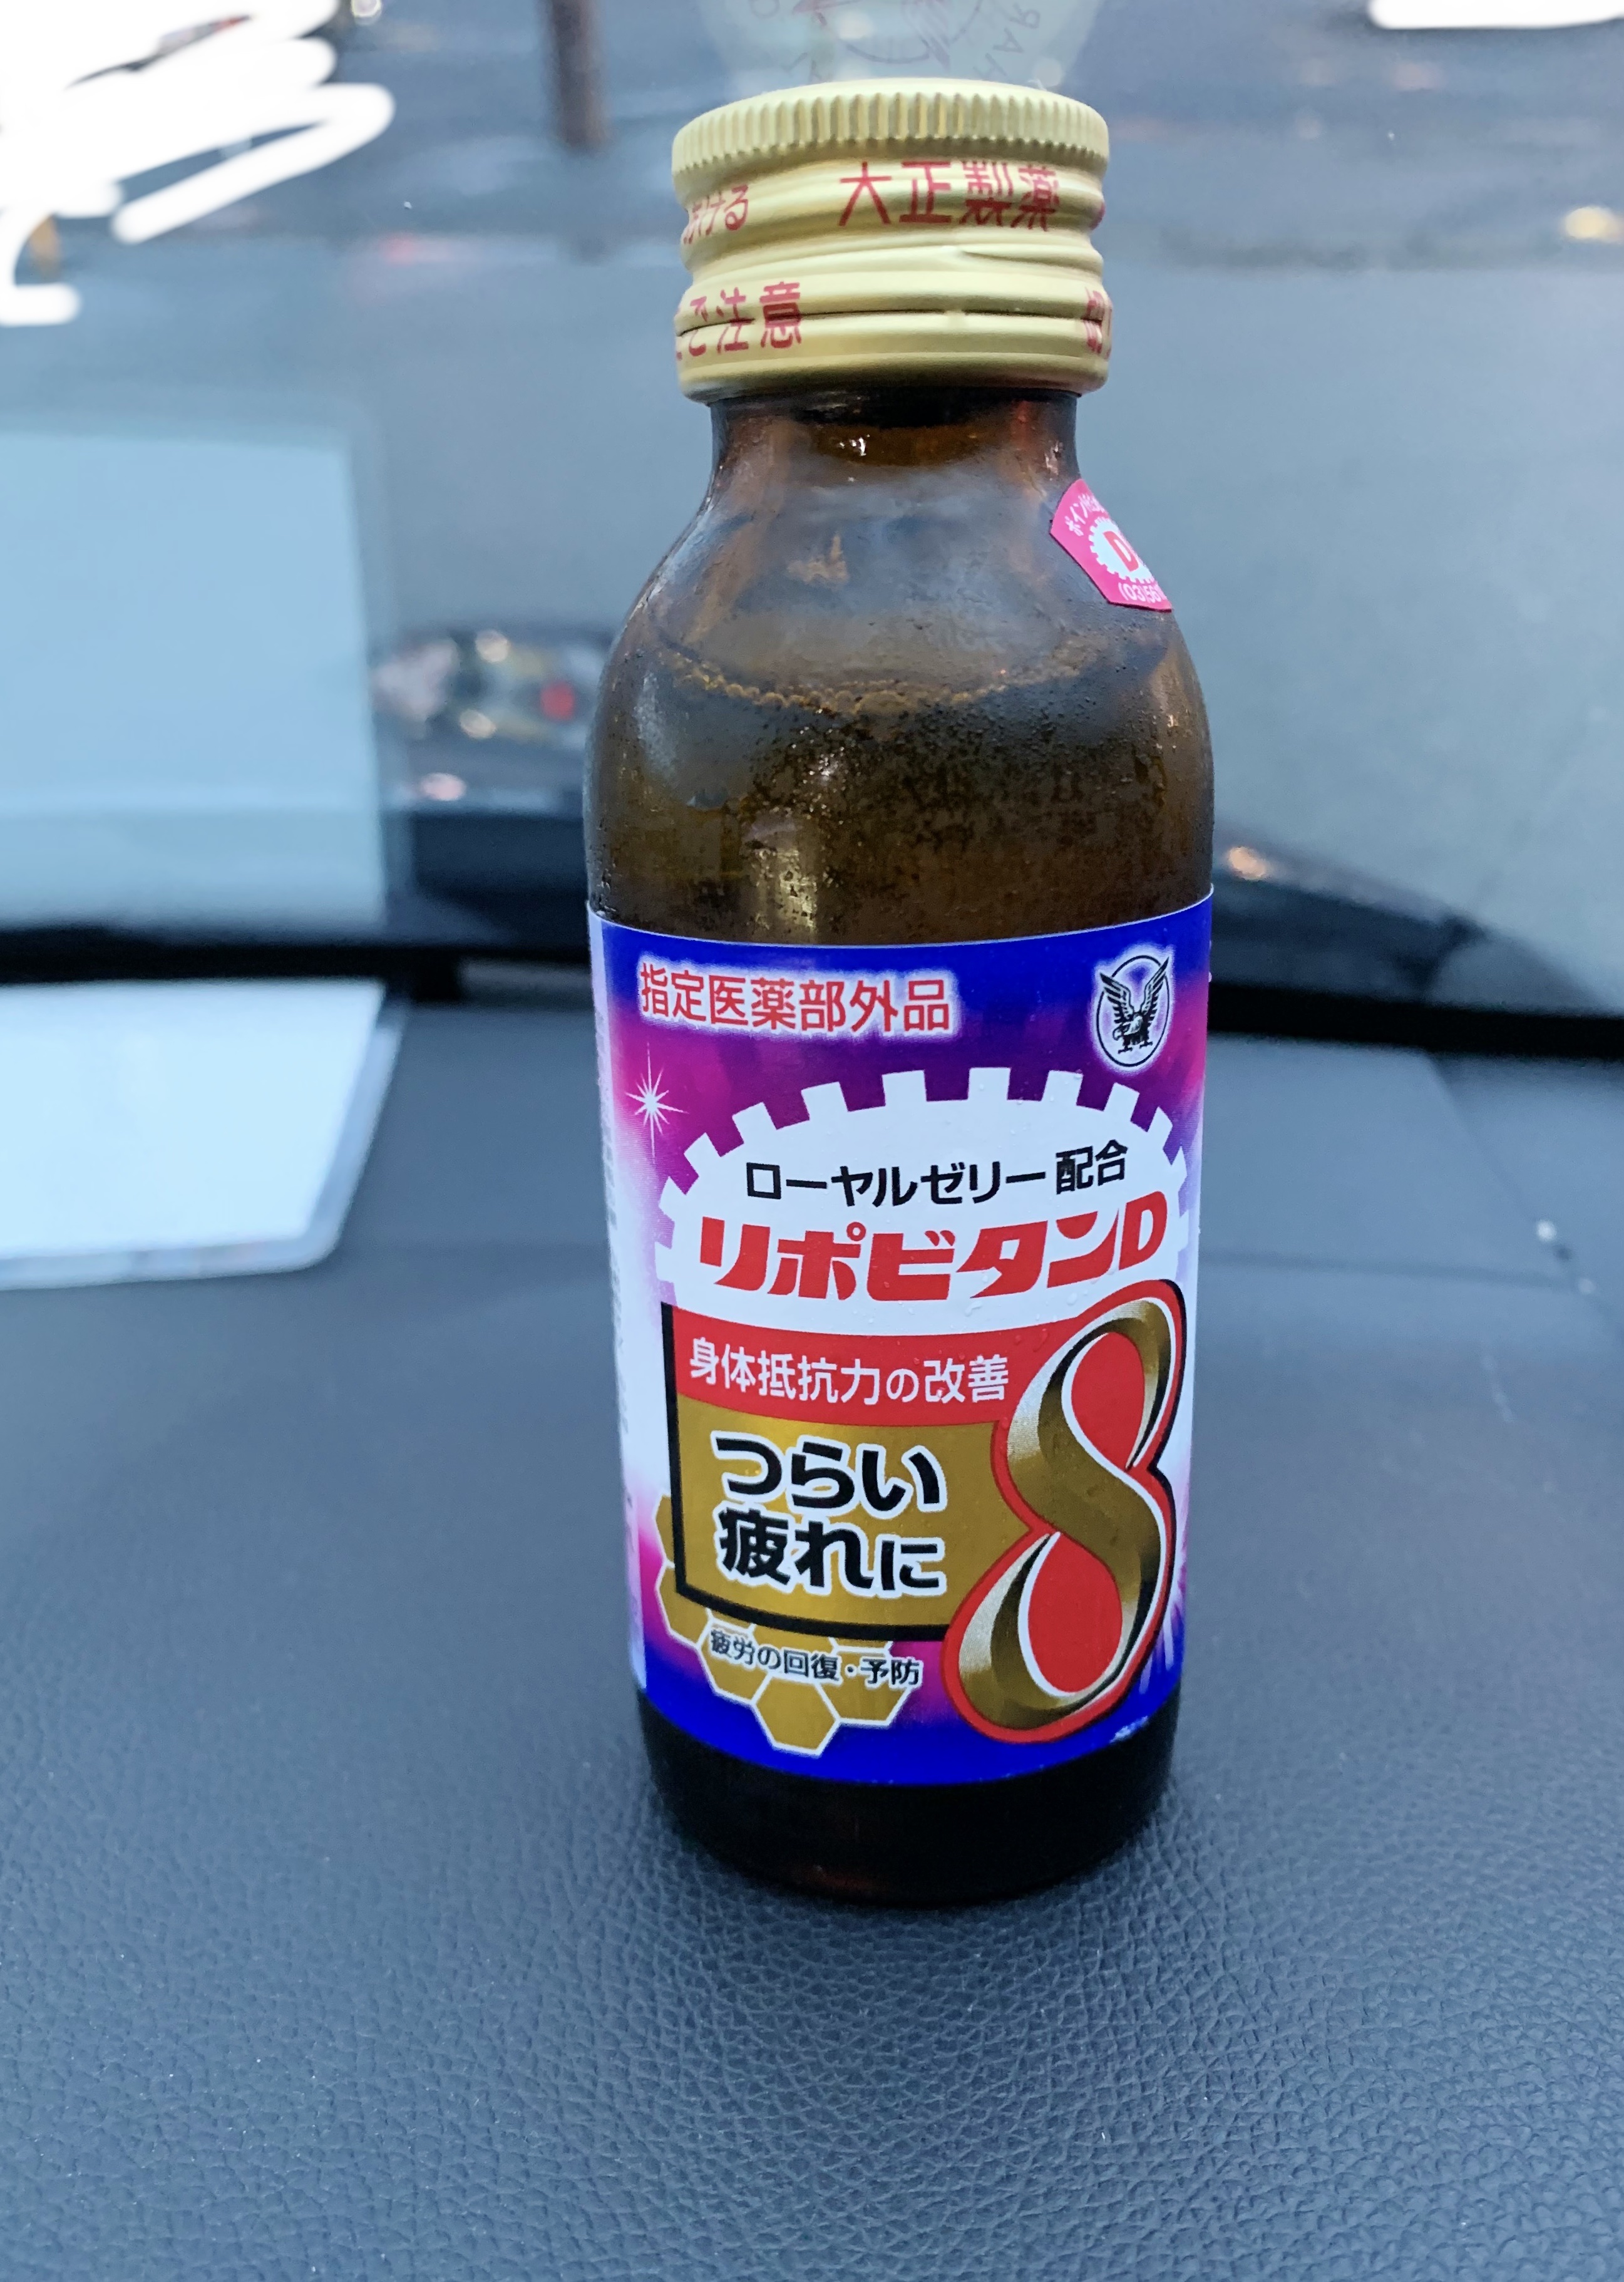 大正製薬
ご注意
指定医薬部外品
ローヤルゼリー配合
リポビタンD
8
身体抵抗力の改善
つらい
疲れに
疲労の回復・予防